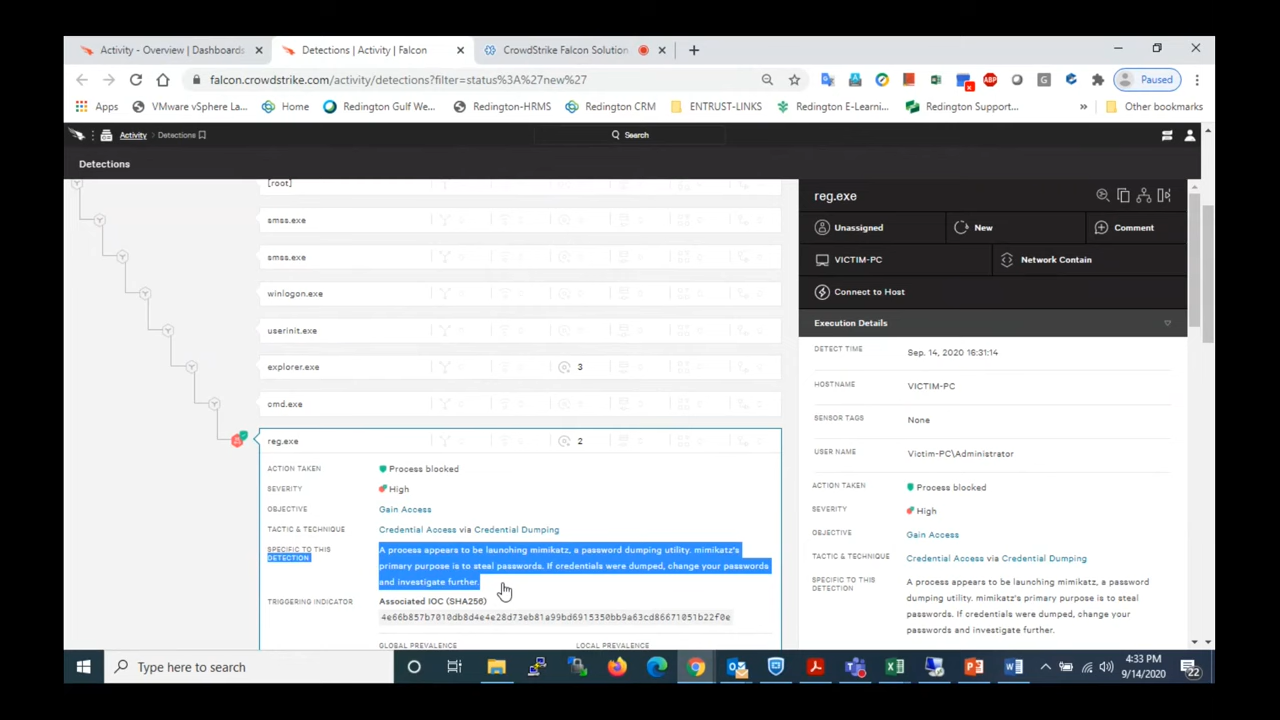 Activity - Overview | Dashboards
Detections | Activity | Falcon
CrowdStrike Falcon Solution
falcon.crowdstrike.com/activity/detections?filter=status%3A%27new%27
ABP
G
Paused
Apps
VMware vSphere La...
Home
Redington Gulf We...
Redington-HRMS
Redington CRM
ENTRUST-LINKS
Redington E-Learni...
Redington Support...
»
Other bookmarks
Activity > Detections
Search
Detections
[root]
smss.exe
smss.exe
winlogon.exe
userinit.exe
explorer.exe 3
cmd.exe
reg.exe 2
ACTION TAKEN Process blocked
SEVERITY High
OBJECTIVE Gain Access
TACTIC & TECHNIQUE Credential Access via Credential Dumping
SPECIFIC TO THIS DETECTION
A process appears to be launching mimikatz, a password dumping utility. mimikatz's
primary purpose is to steal passwords. If credentials were dumped, change your passwords
and investigate further.
TRIGGERING INDICATOR Associated IOC (SHA256)
GLOBAL PREVALENCE LOCAL PREVALENCE
reg.exe
Unassigned New Comment
VICTIM-PC Network Contain
Connect to Host
Execution Details
DETECT TIME Sep. 14, 2020 16:31:14
HOSTNAME VICTIM-PC
SENSOR TAGS None
USER NAME Victim-PC\Administrator
ACTION TAKEN Process blocked
SEVERITY High
OBJECTIVE Gain Access
TACTIC & TECHNIQUE Credential Access via Credential Dumping
SPECIFIC TO THIS DETECTION
A process appears to be launching mimikatz, a password
dumping utility. mimikatz's primary purpose is to steal
passwords. If credentials were dumped, change your
passwords and investigate further.
Type here to search
4:33 PM
9/14/2020
22